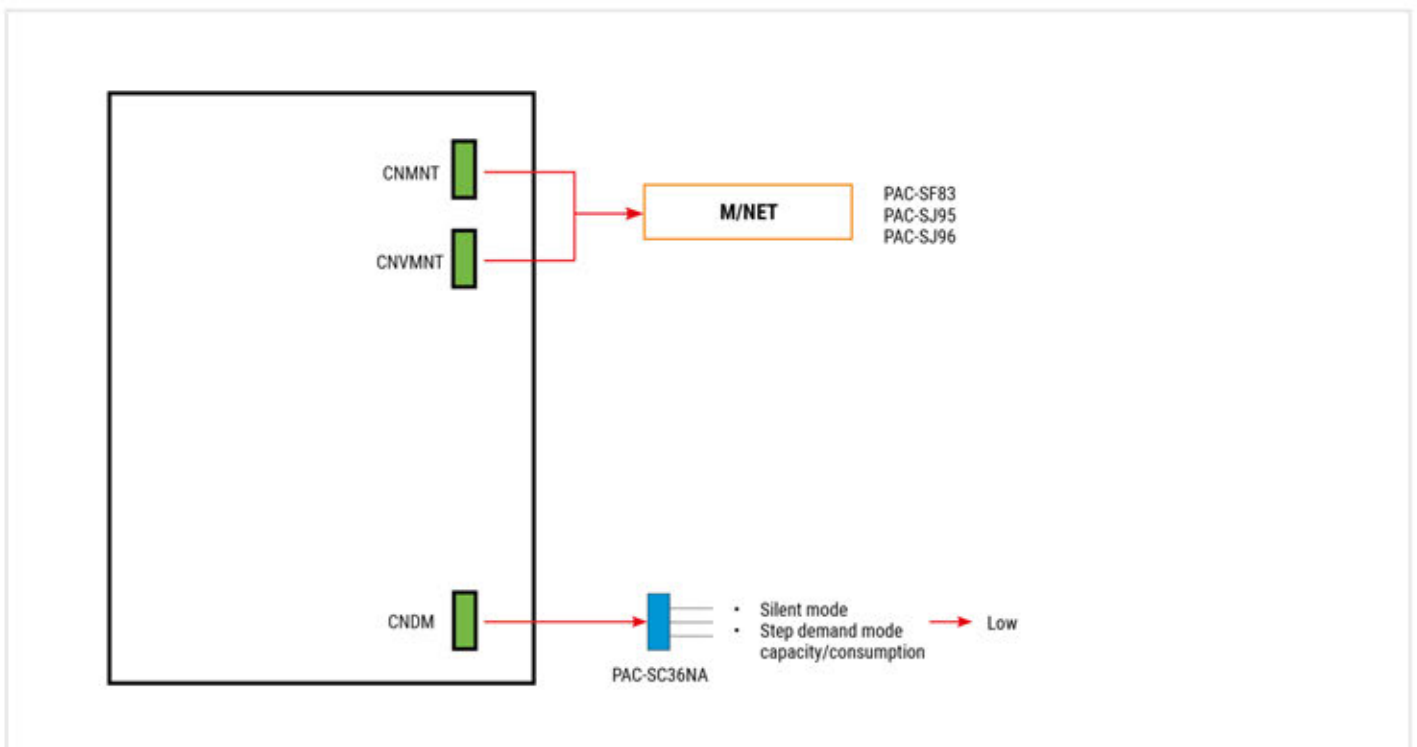 CNMNT
M/NET
PAC-SF83
PAC-SJ95
PAC-SJ96
CNVMNT
CNDM
PAC-SC36NA
• Silent mode
• Step demand mode
capacity/consumption
Low